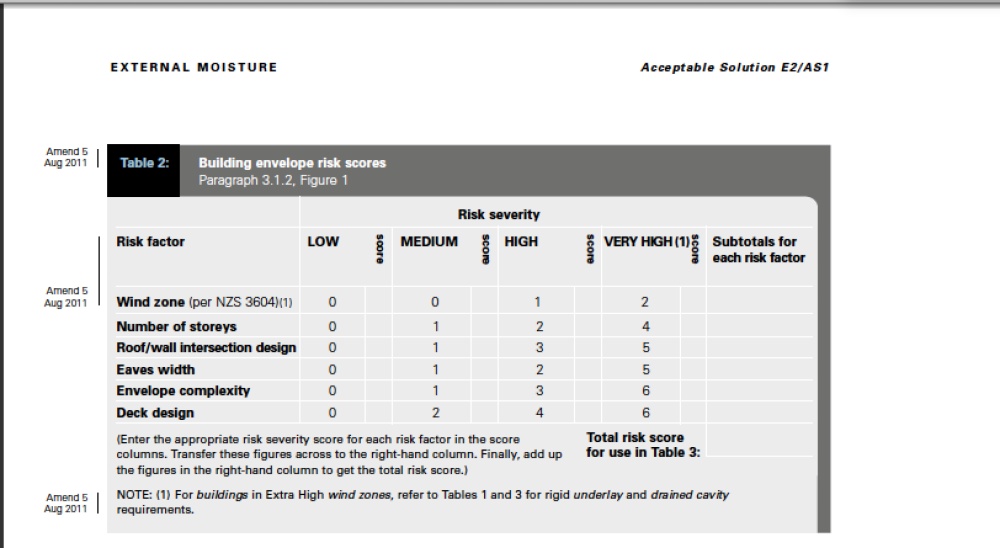 EXTERNAL MOISTURE
Acceptable Solution E2/AS1
Amend 5
Aug 2011
Table 2:
Building envelope risk scores
Paragraph 3.1.2, Figure 1
Risk severity
Risk factor LOW score MEDIUM score HIGH score VERY HIGH (1) score Subtotals for
each risk factor
Amend 5
Aug 2011
Wind zone (per NZS 3604)(1) 0 0 1 2
Number of storeys 0 1 2 4
Roof/wall intersection design 0 1 3 5
Eaves width 0 1 2 5
Envelope complexity 0 1 3 6
Deck design 0 2 4 6
(Enter the appropriate risk severity score for each risk factor in the score
columns. Transfer these figures across to the right-hand column. Finally, add up
the figures in the right-hand column to get the total risk score.)
Total risk score
for use in Table 3:
Amend 5
Aug 2011
NOTE: (1) For buildings in Extra High wind zones, refer to Tables 1 and 3 for rigid underlay and drained cavity
requirements.